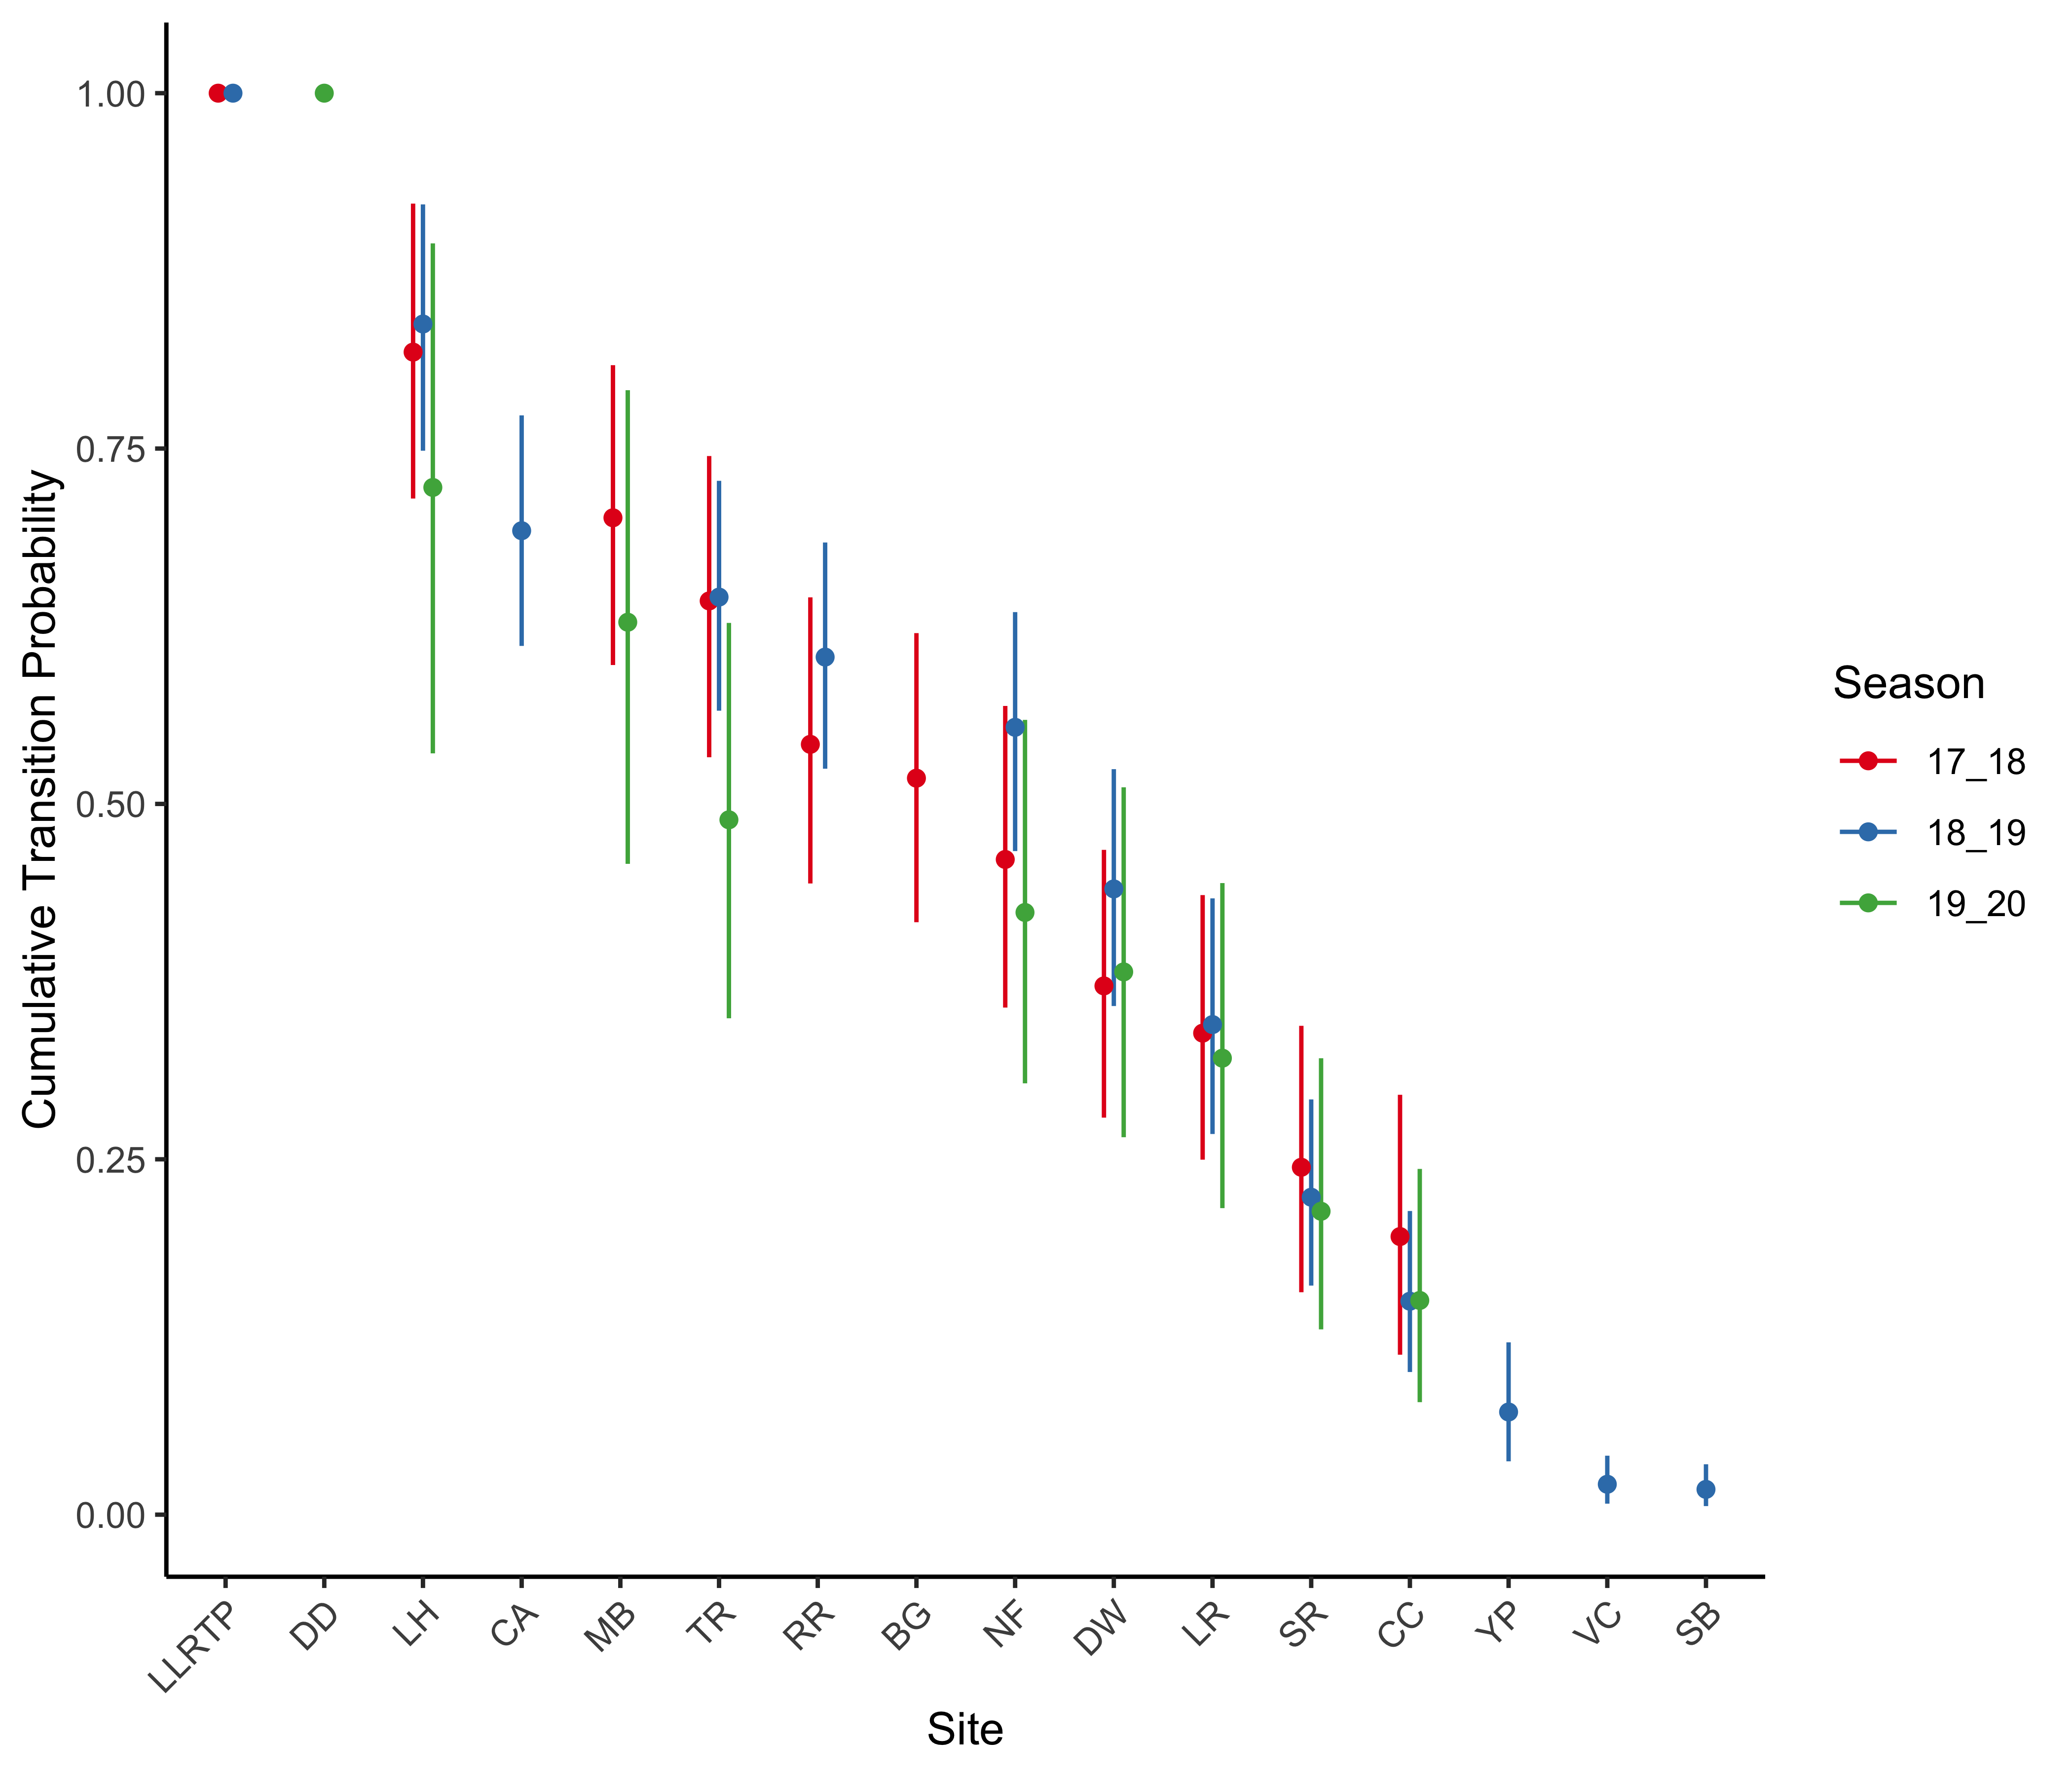 Cumulative Transition Probability
1.00
0.75
0.50
0.25
0.00
LLRTP
DD
LH
CA
MB
TR
RR
BG
NF
DW
LR
SR
CC
YP
VC
SB
Site
Season
17_18
18_19
19_20